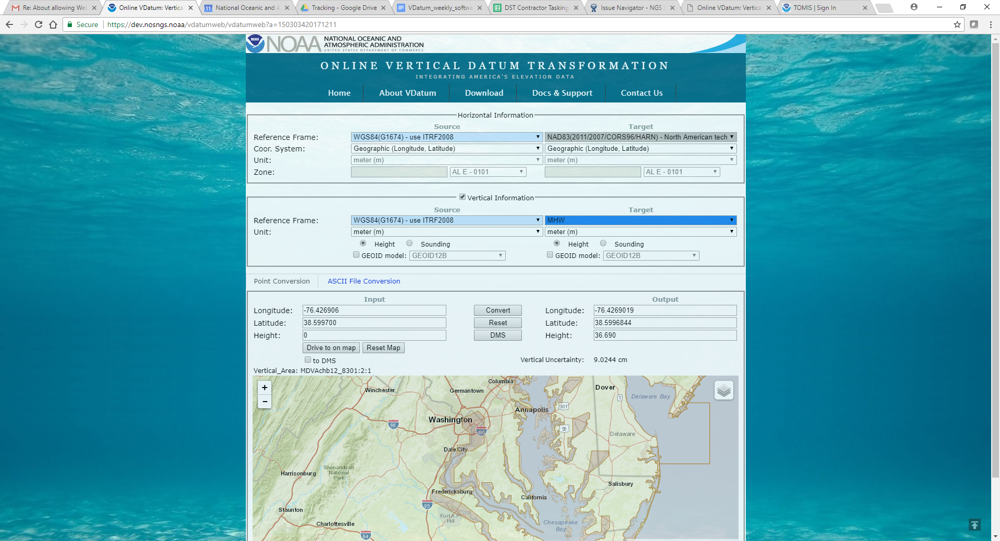 Re: About allowing Web
Online VDatum: Vertica
National Oceanic and A
Tracking - Google Drive
VDatum_weekly_softwa
DST Contractor Tasking
Issue Navigator - NGS
Online VDatum: Vertica
TOMIS | Sign In
Secure https://dev.nosngs.noaa/vdatumweb/vdatumweb?a=150303420171211
NOAA NATIONAL OCEANIC AND
ATMOSPHERIC ADMINISTRATION
UNITED STATES DEPARTMENT OF COMMERCE
ONLINE VERTICAL DATUM TRANSFORMATION
INTEGRATING AMERICA'S ELEVATION DATA
Home About VDatum Download Docs & Support Contact Us
Horizontal Information
Source Target
Reference Frame: WGS84(G1674) - use ITRF2008 NAD83(2011/2007/CORS96/HARN) - North American tech
Coor. System: Geographic (Longitude, Latitude) Geographic (Longitude, Latitude)
Unit: meter (m) meter (m)
Zone: AL E - 0101 AL E - 0101
Vertical Information
Source Target
Reference Frame: WGS84(G1674) - use ITRF2008 MHW
Unit: meter (m) meter (m)
Height Sounding Height Sounding
GEOID model: GEOID12B GEOID model: GEOID12B
Point Conversion ASCII File Conversion
Input Output
Longitude: -76.426906 Convert Longitude: -76.4269019
Latitude: 38.599700 Reset Latitude: 38.5996844
Height: 0 DMS Height: 36.690
Drive to on map Reset Map
to DMS Vertical Uncertainty: 9.0244 cm
Vertical_Area: MDVAchb12_8301:2:1
+
−
Columbia
Winchester
Germantown
Dover
1
Delaware Bay
Annapolis
301
Washington
66
495
50
Delaware
Dale City
Shenandoah
National
Park
Harrisonburg
Salisbury
Fredericksburg
California
95
Staunton
Fort A.P.
Hill
Charlottesville
Chesapeake
Bay
64